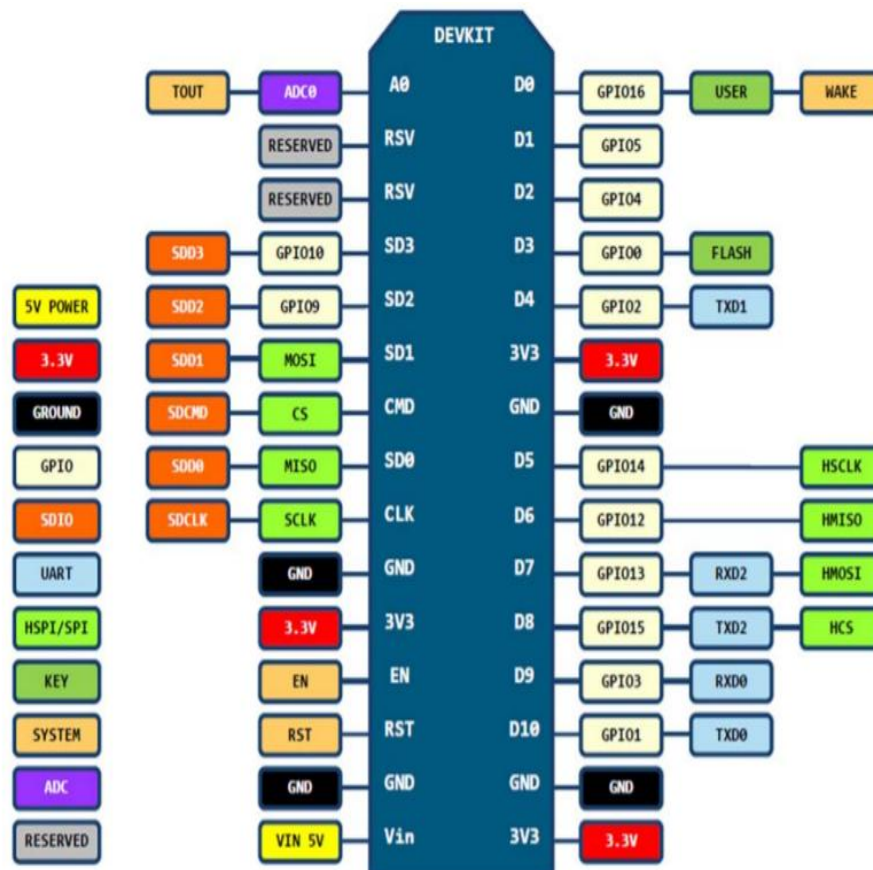 DEVKIT
TOUT ADC0 A0 D0 GPIO16 USER WAKE
RESERVED RSV D1 GPIO5
RESERVED RSV D2 GPIO4
SDD3 GPIO10 SD3 D3 GPIO0 FLASH
5V POWER SDD2 GPIO9 SD2 D4 GPIO2 TXD1
3.3V SDD1 MOSI SD1 3V3 3.3V
GROUND SDCMD CS CMD GND GND
GPIO SDD0 MISO SD0 D5 GPIO14 HSCLK
SDIO SDCLK SCLK CLK D6 GPIO12 HMISO
UART GND GND D7 GPIO13 RXD2 HMOSI
HSPI/SPI 3.3V 3V3 D8 GPIO15 TXD2 HCS
KEY EN EN D9 GPIO3 RXD0
SYSTEM RST RST D10 GPIO1 TXD0
ADC GND GND GND GND
RESERVED VIN 5V Vin 3V3 3.3V